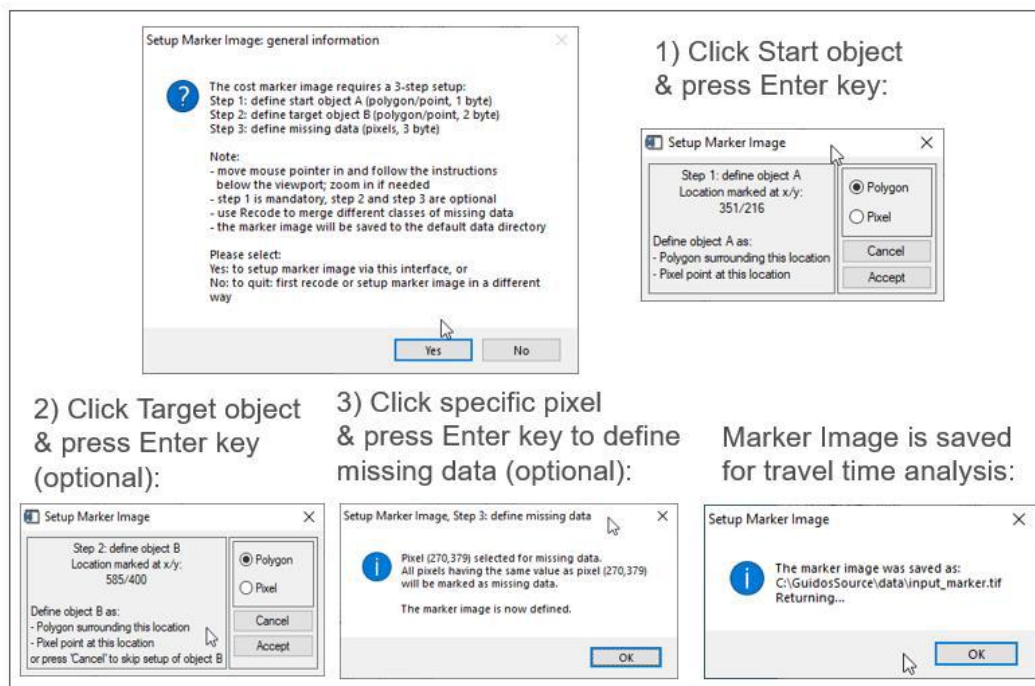 Setup Marker Image: general information
The cost marker image requires a 3-step setup:
Step 1: define start object A (polygon/point, 1 byte)
Step 2: define target object B (polygon/point, 2 byte)
Step 3: define missing data (pixels, 3 byte)
Note:
- move mouse pointer in and follow the instructions
below the viewport; zoom in if needed
- step 1 is mandatory, step 2 and step 3 are optional
- use Recode to merge different classes of missing data
- the marker image will be saved to the default data directory
Please select:
Yes: to setup marker image via this interface, or
No: to quit: first recode or setup marker image in a different
way
Yes
No
1) Click Start object
& press Enter key:
Setup Marker Image
Step 1: define object A
Location marked at x/y:
351/216
Define object A as:
- Polygon surrounding this location
- Pixel point at this location
Polygon
Pixel
Cancel
Accept
2) Click Target object
& press Enter key
(optional):
Setup Marker Image
Step 2: define object B
Location marked at x/y:
585/400
Define object B as:
- Polygon surrounding this location
- Pixel point at this location
or press 'Cancel' to skip setup of object B
Polygon
Pixel
Cancel
Accept
3) Click specific pixel
& press Enter key to define
missing data (optional):
Setup Marker Image, Step 3: define missing data
Pixel (270,379) selected for missing data.
All pixels having the same value as pixel (270,379)
will be marked as missing data.
The marker image is now defined.
OK
Marker Image is saved
for travel time analysis:
Setup Marker Image
The marker image was saved as:
C:\GuidosSource\data\input_marker.tif
Returning...
OK